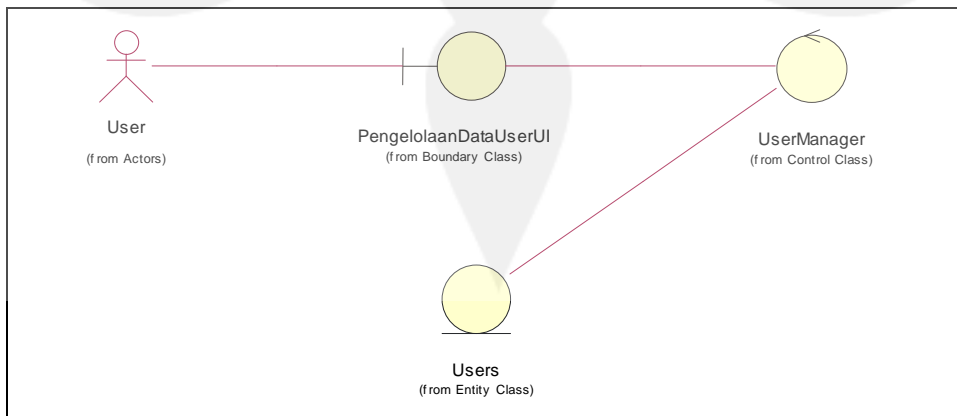 User
(from Actors)
PengelolaanDataUserUI
(from Boundary Class)
UserManager
(from Control Class)
Users
(from Entity Class)